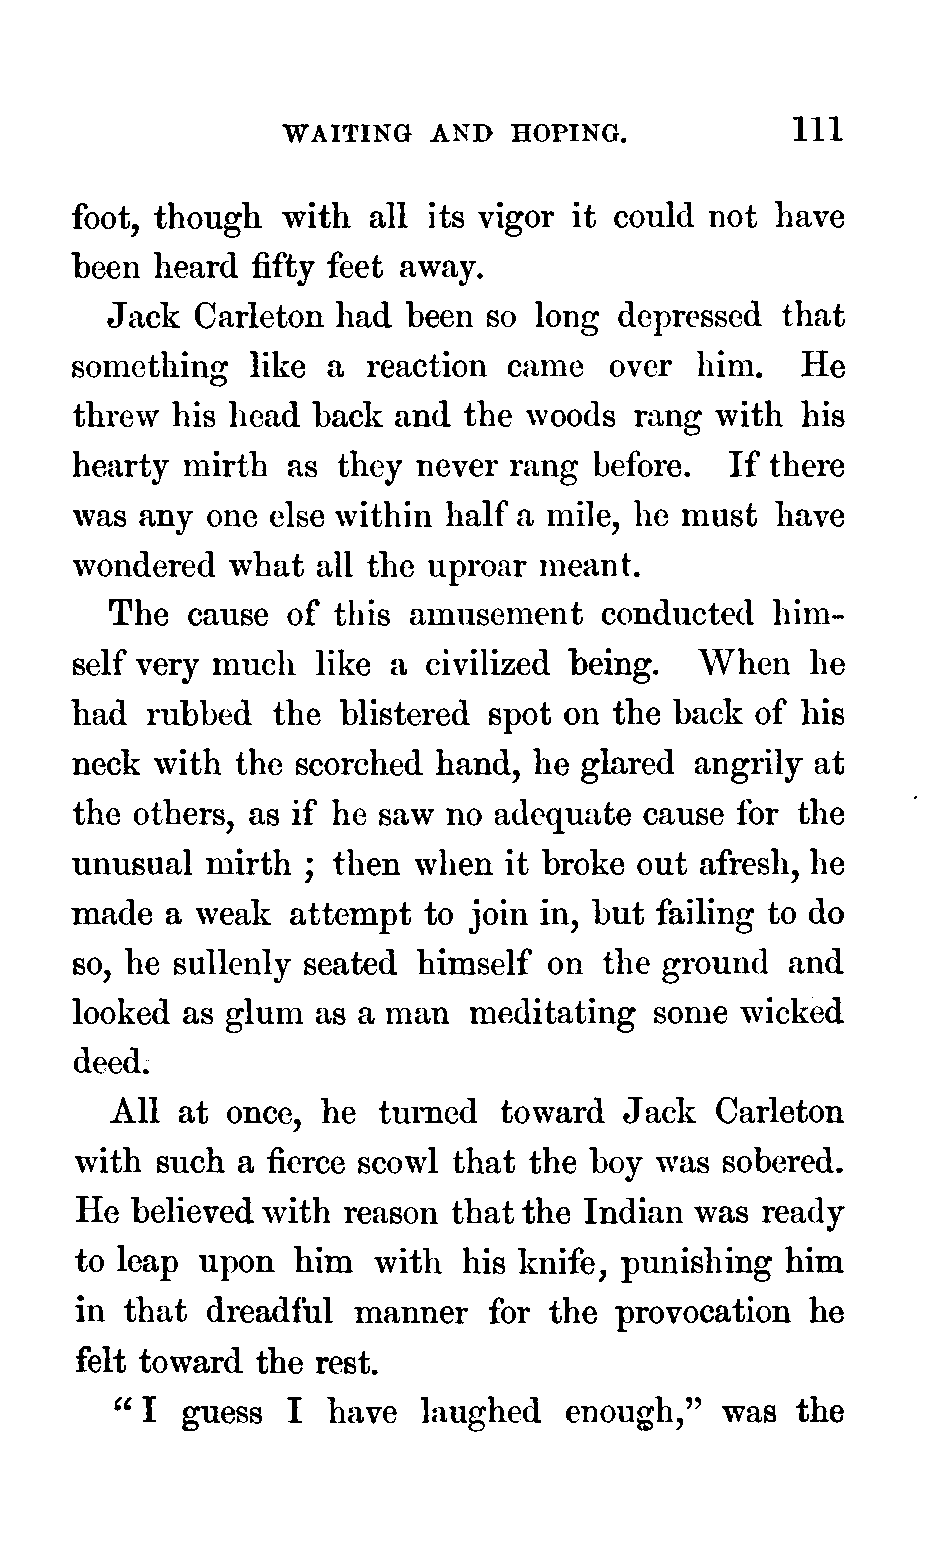 WAITING AND HOPING. 111
foot, though with all its vigor it could not have
been heard fifty feet away.
Jack Carleton had been so long depressed that
something like a reaction came over him. He
threw his head back and the woods rang with his
hearty mirth as they never rang before. If there
was any one else within half a mile, he must have
wondered what all the uproar meant.
The cause of this amusement conducted him-
self very much like a civilized being. When he
had rubbed the blistered spot on the back of his
neck with the scorched hand, he glared angrily at
the others, as if he saw no adequate cause for the
unusual mirth ; then when it broke out afresh, he
made a weak attempt to join in, but failing to do
so, he sullenly seated himself on the ground and
looked as glum as a man meditating some wicked
deed.
All at once, he turned toward Jack Carleton
with such a fierce scowl that the boy was sobered.
He believed with reason that the Indian was ready
to leap upon him with his knife, punishing him
in that dreadful manner for the provocation he
felt toward the rest.
“ I guess I have laughed enough,” was the